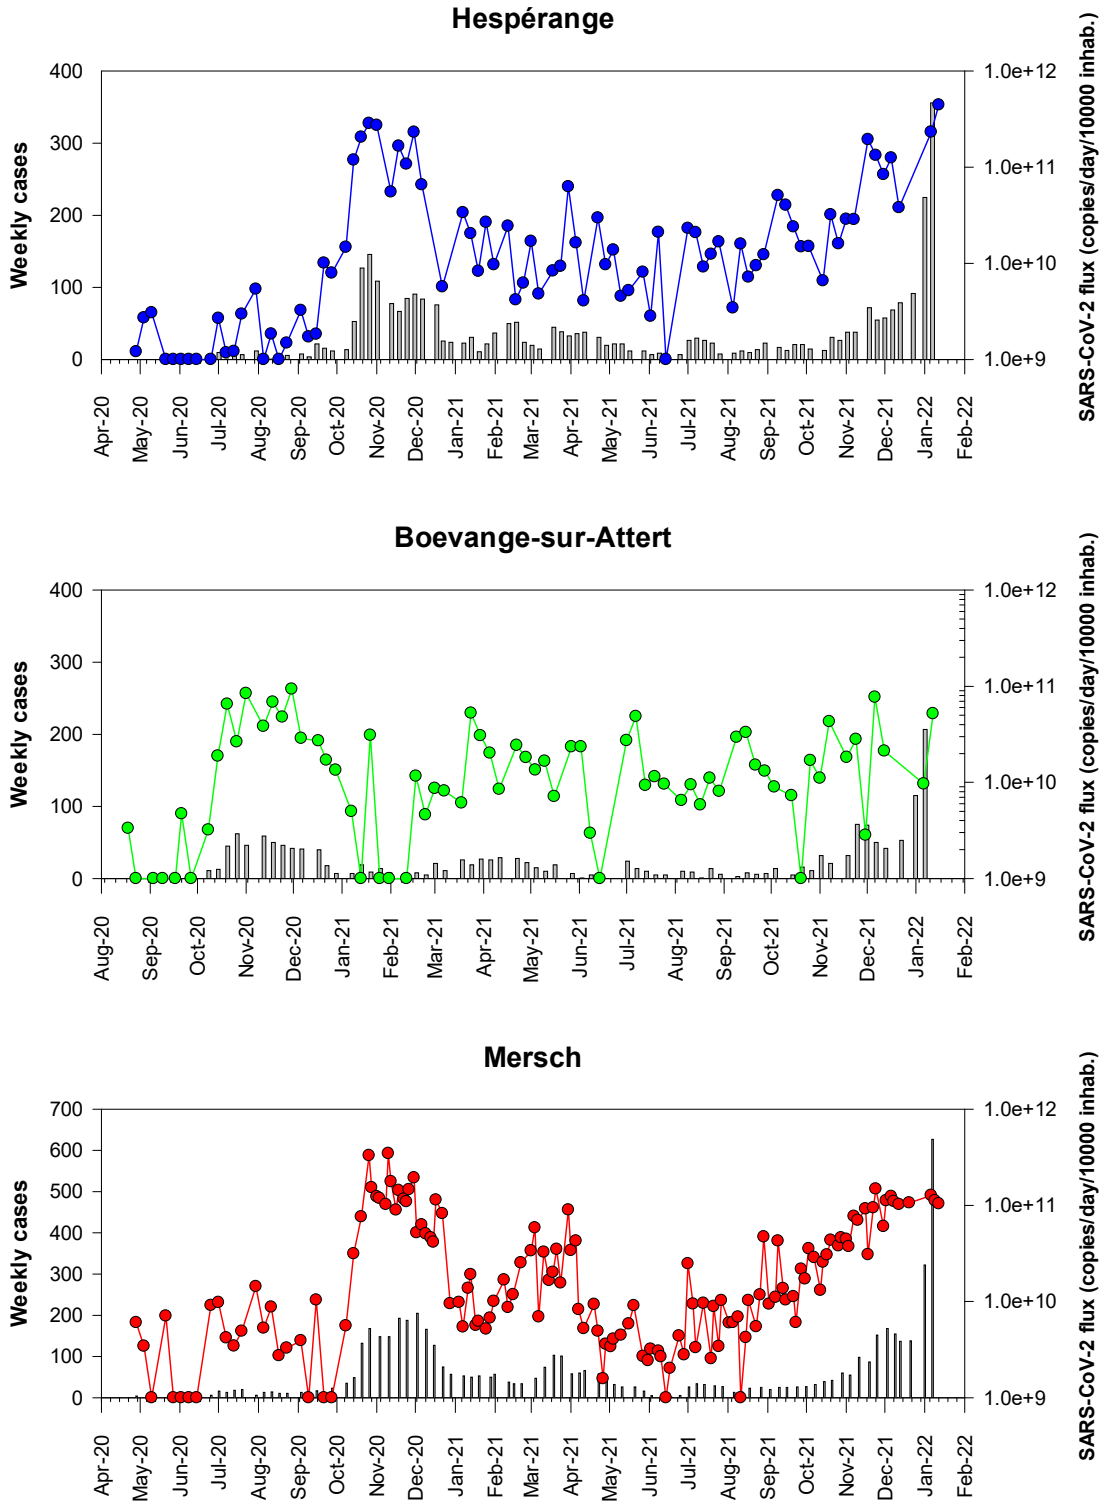 Hespérange
Weekly cases
SARS-CoV-2 flux (copies/day/10000 inhab.)
400
300
200
100
0
1.0e+12
1.0e+11
1.0e+10
1.0e+9
Apr-20
May-20
Jun-20
Jul-20
Aug-20
Sep-20
Oct-20
Nov-20
Dec-20
Jan-21
Feb-21
Mar-21
Apr-21
May-21
Jun-21
Jul-21
Aug-21
Sep-21
Oct-21
Nov-21
Dec-21
Jan-22
Feb-22
Boevange-sur-Attert
Weekly cases
SARS-CoV-2 flux (copies/day/10000 inhab.)
400
300
200
100
0
1.0e+12
1.0e+11
1.0e+10
1.0e+9
Aug-20
Sep-20
Oct-20
Nov-20
Dec-20
Jan-21
Feb-21
Mar-21
Apr-21
May-21
Jun-21
Jul-21
Aug-21
Sep-21
Oct-21
Nov-21
Dec-21
Jan-22
Feb-22
Mersch
Weekly cases
SARS-CoV-2 flux (copies/day/10000 inhab.)
700
600
500
400
300
200
100
0
1.0e+12
1.0e+11
1.0e+10
1.0e+9
Apr-20
May-20
Jun-20
Jul-20
Aug-20
Sep-20
Oct-20
Nov-20
Dec-20
Jan-21
Feb-21
Mar-21
Apr-21
May-21
Jun-21
Jul-21
Aug-21
Sep-21
Oct-21
Nov-21
Dec-21
Jan-22
Feb-22